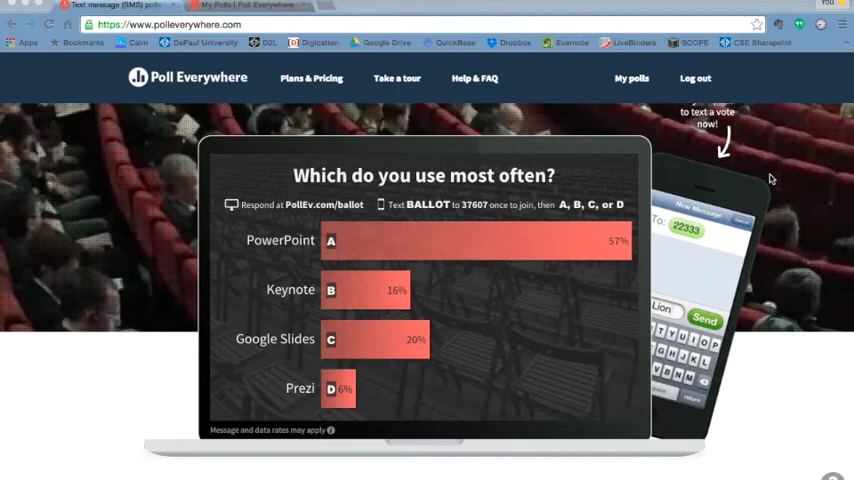 Text message (SMS) polls
My Polls | Poll Everywhere
You
https://www.polleverywhere.com
Apps Bookmarks Calm DePaul University D2L Digication Google Drive QuickBase Dropbox Evernote LiveBinders SCOPE CSE Sharepoint
Poll Everywhere Plans & Pricing Take a tour Help & FAQ My polls Log out
to text a vote
now!
Which do you use most often?
Respond at PollEv.com/ballot Text BALLOT to 37607 once to join, then A, B, C, or D
PowerPoint A 57%
Keynote B 16%
Google Slides C 20%
Prezi D 6%
Message and data rates may apply
New Message
To: 22333
Lion
Send
T Y U I O P
G H J K L
return